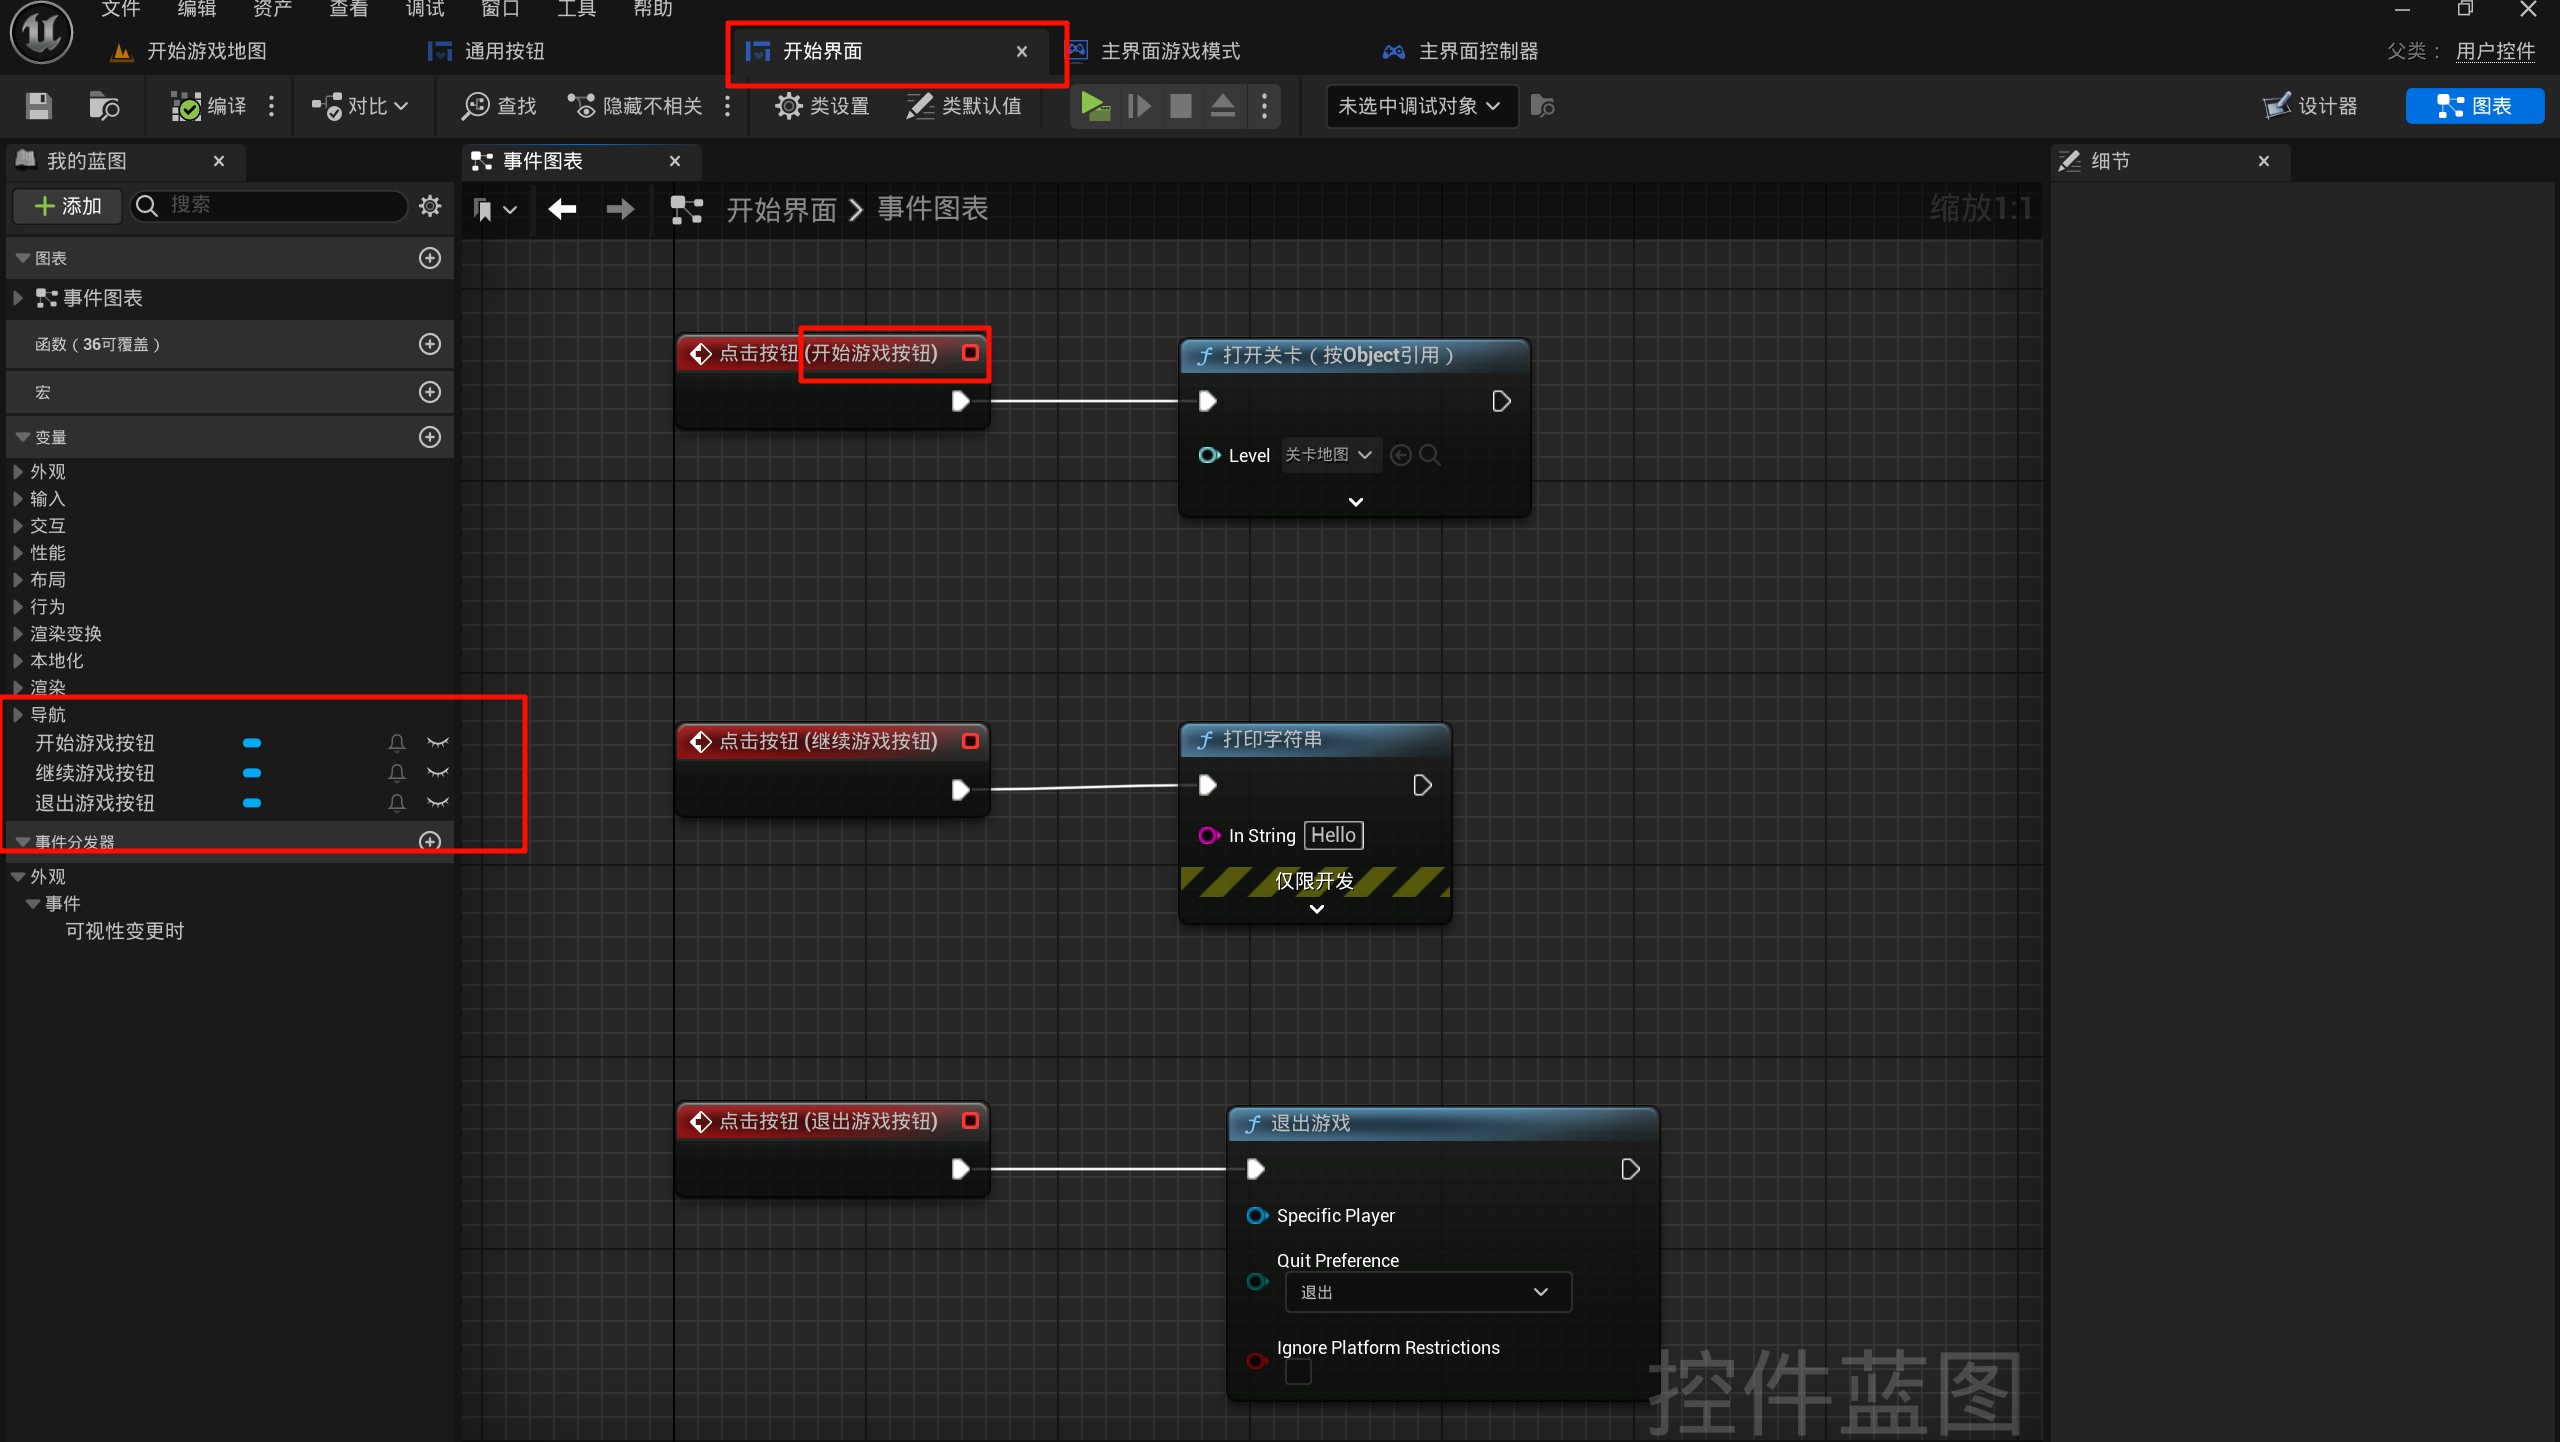 文件 编辑 资产 查看 调试 窗口 工具 帮助
开始游戏地图 通用按钮 开始界面 主界面游戏模式 主界面控制器 父类： 用户控件
编译 对比 查找 隐藏不相关 类设置 类默认值 未选中调试对象 设计器 图表
我的蓝图 事件图表 细节
添加 搜索 开始界面 事件图表 缩放1:1
图表
事件图表
函数（36可覆盖）
宏
变量
外观
输入
交互
性能
布局
行为
渲染变换
本地化
渲染
导航
开始游戏按钮
继续游戏按钮
退出游戏按钮
事件分发器
外观
事件
可视性变更时
点击按钮 (开始游戏按钮)
打开关卡（按Object引用）
Level 关卡地图
点击按钮 (继续游戏按钮)
打印字符串
In String Hello
仅限开发
点击按钮 (退出游戏按钮)
退出游戏
Specific Player
Quit Preference
退出
Ignore Platform Restrictions
控件蓝图